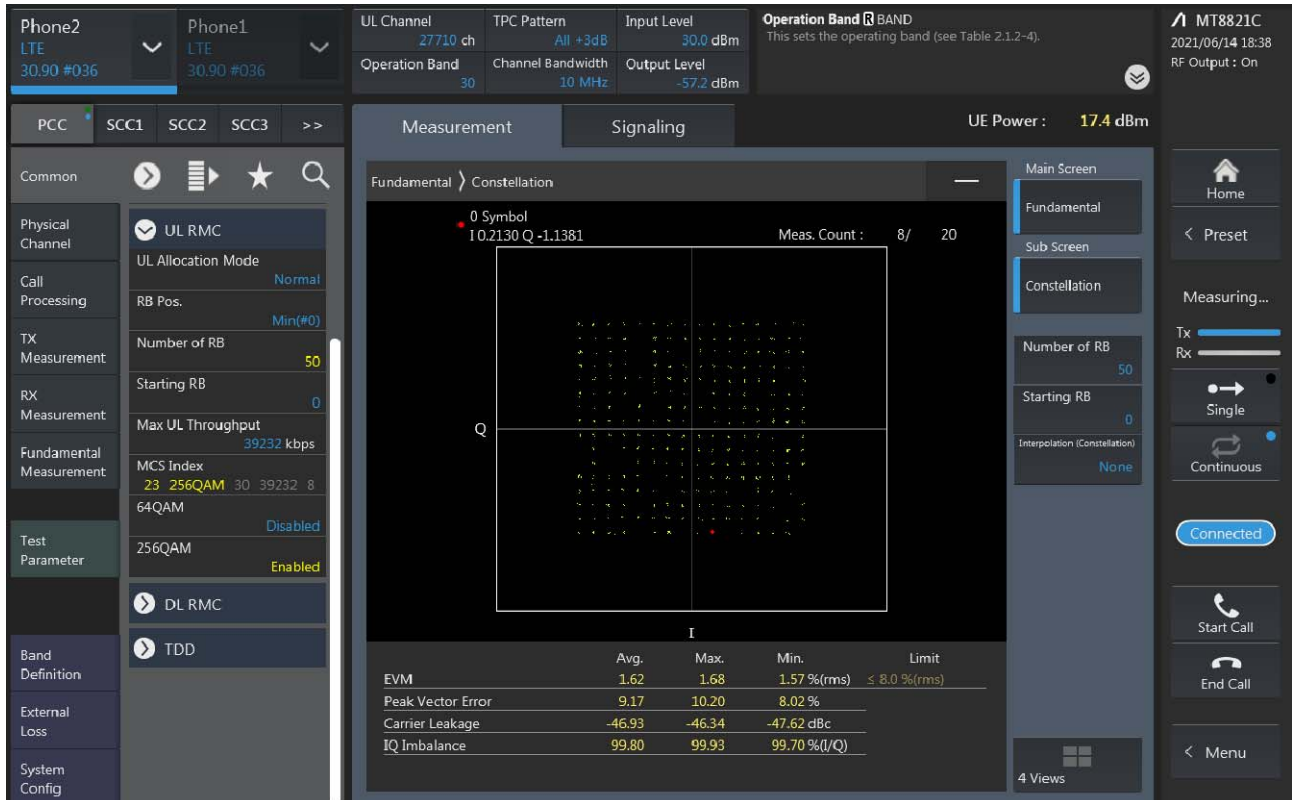 Phone2
LTE
30.90 #036
Phone1
LTE
30.90 #036
UL Channel
27710 ch
TPC Pattern
All +3dB
Input Level
30.0 dBm
Operation Band
30
Channel Bandwidth
10 MHz
Output Level
-57.2 dBm
Operation Band R BAND
This sets the operating band (see Table 2.1.2-4).
MT8821C
2021/06/14 18:38
RF Output : On
PCC SCC1 SCC2 SCC3 >>
Measurement
Signaling
UE Power : 17.4 dBm
Common
Physical
Channel
Call
Processing
TX
Measurement
RX
Measurement
Fundamental
Measurement
Test
Parameter
Band
Definition
External
Loss
System
Config
UL RMC
UL Allocation Mode
Normal
RB Pos.
Min(#0)
Number of RB
50
Starting RB
0
Max UL Throughput
39232 kbps
MCS Index
23 256QAM 30 39232 8
64QAM
Disabled
256QAM
Enabled
DL RMC
TDD
Fundamental > Constellation
0 Symbol
I 0.2130 Q -1.1381
Meas. Count : 8/ 20
Q
I
Avg. Max. Min. Limit
EVM 1.62 1.68 1.57 %(rms) ≤ 8.0 %(rms)
Peak Vector Error 9.17 10.20 8.02 %
Carrier Leakage -46.93 -46.34 -47.62 dBc
IQ Imbalance 99.80 99.93 99.70 %(I/Q)
Main Screen
Fundamental
Sub Screen
Constellation
Number of RB
50
Starting RB
0
Interpolation (Constellation)
None
4 Views
Home
< Preset
Measuring...
Tx
Rx
Single
Continuous
Connected
Start Call
End Call
< Menu